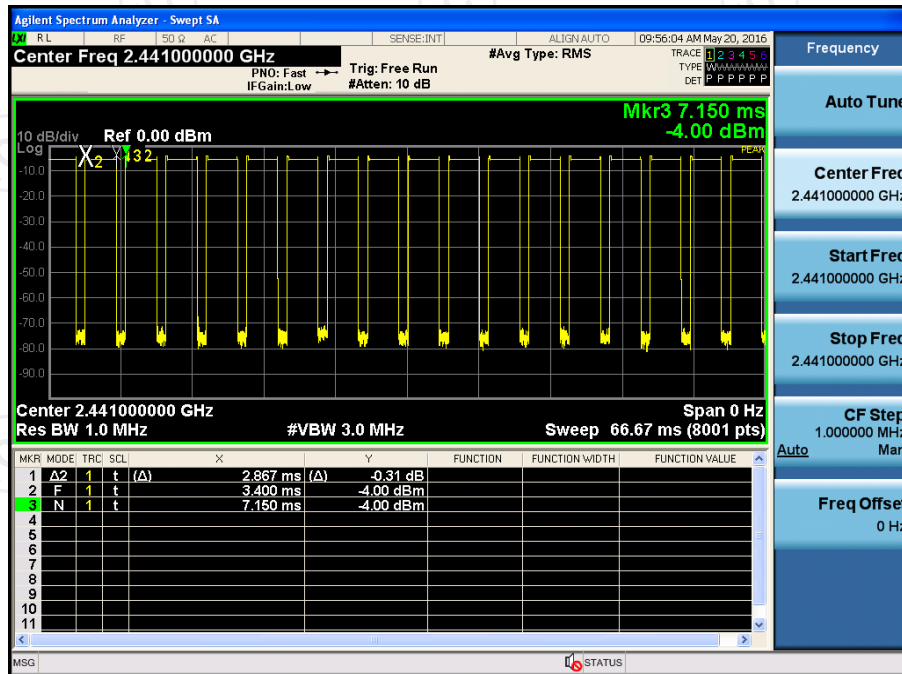 Agilent Spectrum Analyzer - Swept SA
LXI RL RF 50 Ω AC SENSE:INT ALIGN AUTO 09:56:04 AM May 20, 2016
Center Freq 2.441000000 GHz #Avg Type: RMS TRACE 1 2 3 4 5 6
PNO: Fast Trig: Free Run TYPE WWWWWW
IFGain:Low #Atten: 10 dB DET P P P P P P
Mkr3 7.150 ms
10 dB/div Ref 0.00 dBm -4.00 dBm
Log
PEAK
2 3 2
-10.0
-20.0
-30.0
-40.0
-50.0
-60.0
-70.0
-80.0
-90.0
Center 2.441000000 GHz Span 0 Hz
Res BW 1.0 MHz #VBW 3.0 MHz Sweep 66.67 ms (8001 pts)
MKR MODE TRC SCL X Y FUNCTION FUNCTION WIDTH FUNCTION VALUE
1 Δ2 1 t (Δ) 2.867 ms (Δ) -0.31 dB
2 F 1 t 3.400 ms -4.00 dBm
3 N 1 t 7.150 ms -4.00 dBm
4
5
6
7
8
9
10
11
MSG STATUS
Frequency
Auto Tune
Center Freq
2.441000000 GHz
Start Freq
2.441000000 GHz
Stop Freq
2.441000000 GHz
CF Step
1.000000 MHz
Auto Man
Freq Offset
0 Hz